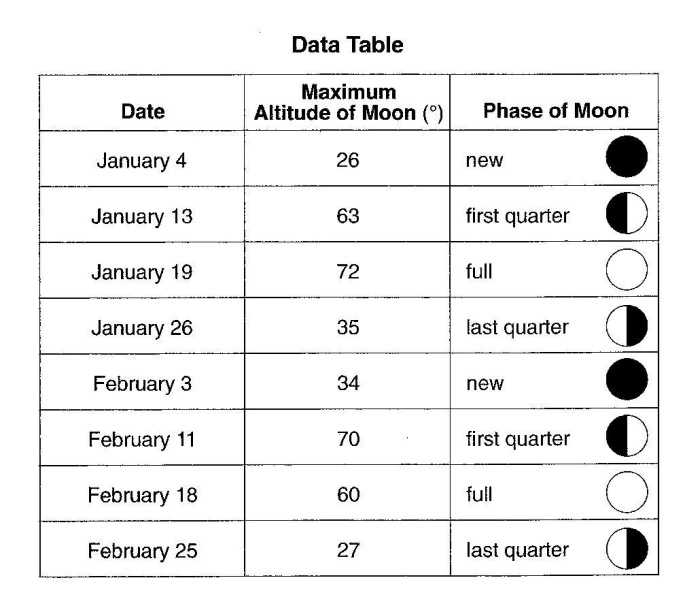 Data Table
Date
Maximum
Altitude of Moon (°)
Phase of Moon
January 4 26 new
January 13 63 first quarter
January 19 72 full
January 26 35 last quarter
February 3 34 new
February 11 70 first quarter
February 18 60 full
February 25 27 last quarter